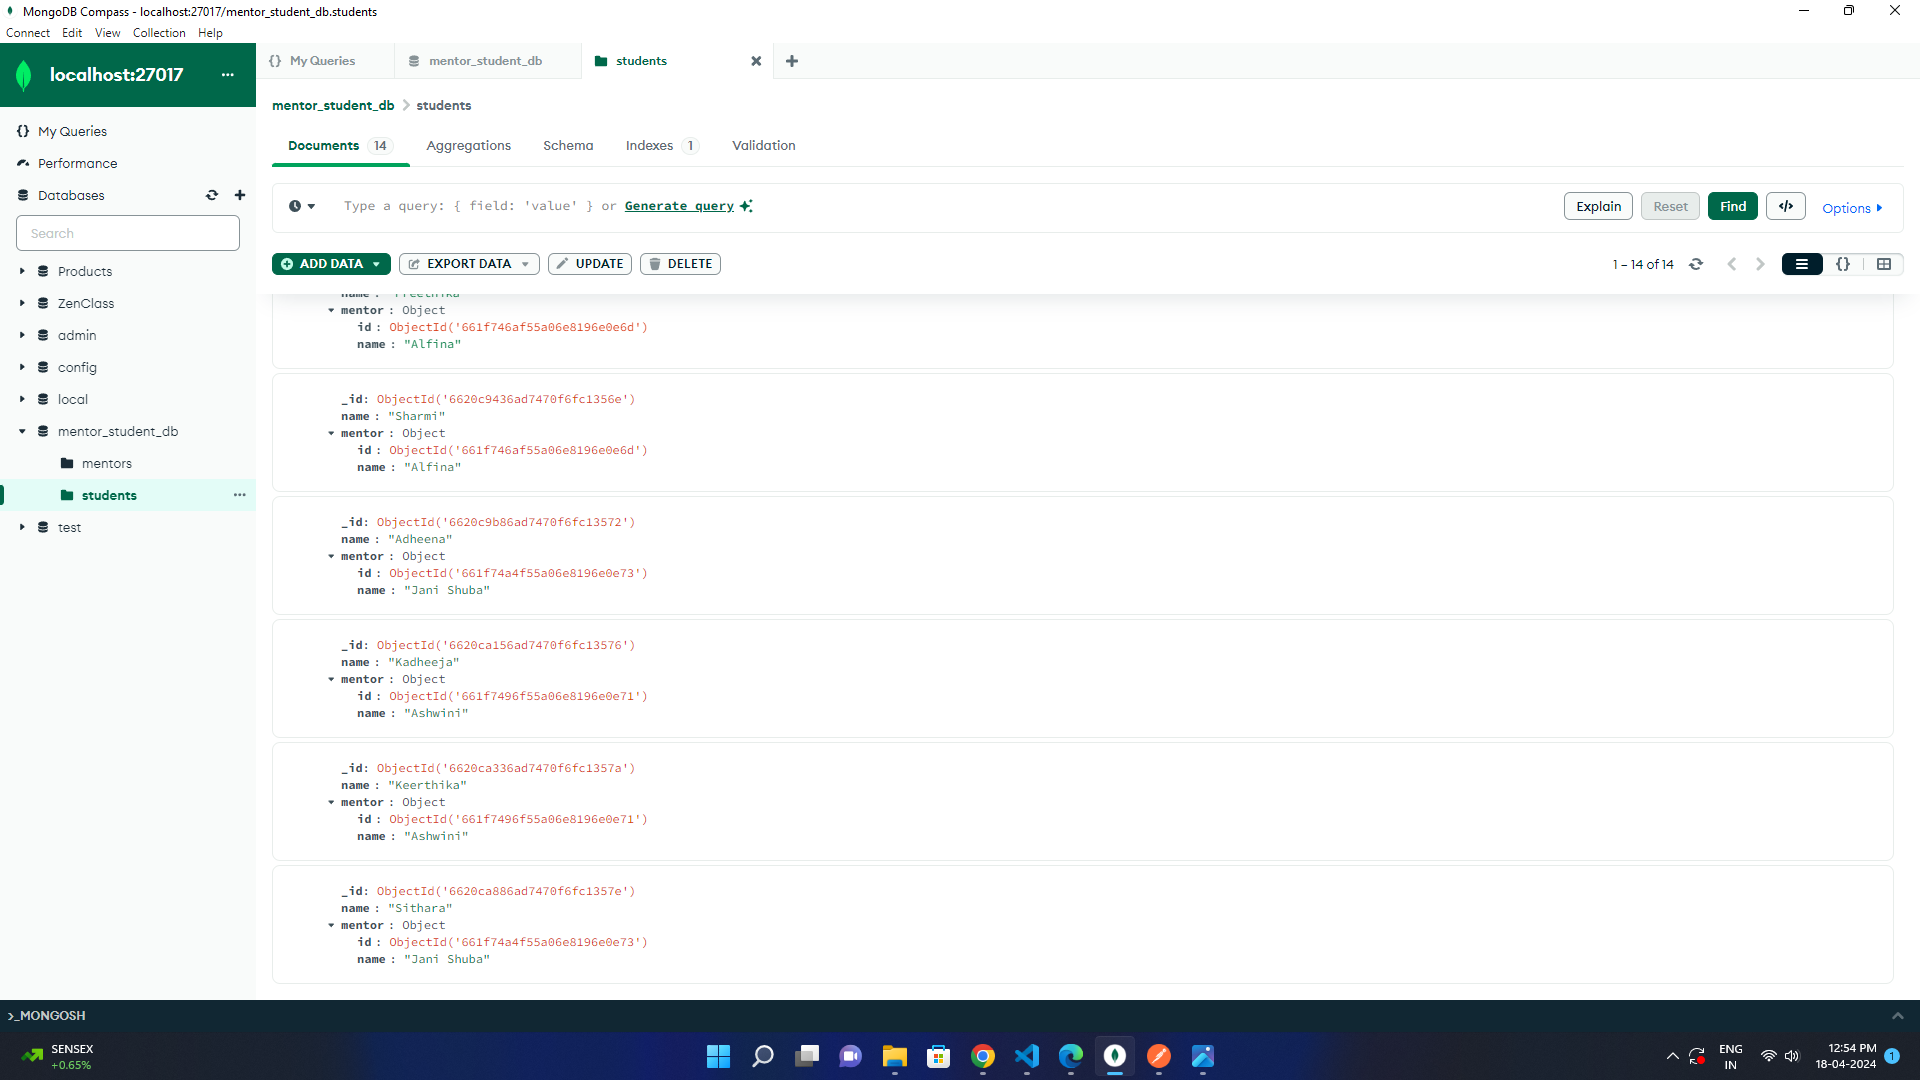 MongoDB Compass - localhost:27017/mentor_student_db.students
Connect Edit View Collection Help
localhost:27017 ...
{} My Queries
mentor_student_db
students
My Queries
Performance
Databases
Search
Products
ZenClass
admin
config
local
mentor_student_db
mentors
students ...
test
mentor_student_db > students
Documents 14 Aggregations Schema Indexes 1 Validation
Type a query: { field: 'value' } or Generate query
Explain Reset Find </> Options
ADD DATA EXPORT DATA UPDATE DELETE
1 – 14 of 14 {}
name : "Preethika"
mentor : Object
id : ObjectId('661f746af55a06e8196e0e6d')
name : "Alfina"
_id: ObjectId('6620c9436ad7470f6fc1356e')
name : "Sharmi"
mentor : Object
id : ObjectId('661f746af55a06e8196e0e6d')
name : "Alfina"
_id: ObjectId('6620c9b86ad7470f6fc13572')
name : "Adheena"
mentor : Object
id : ObjectId('661f74a4f55a06e8196e0e73')
name : "Jani Shuba"
_id: ObjectId('6620ca156ad7470f6fc13576')
name : "Kadheeja"
mentor : Object
id : ObjectId('661f7496f55a06e8196e0e71')
name : "Ashwini"
_id: ObjectId('6620ca336ad7470f6fc1357a')
name : "Keerthika"
mentor : Object
id : ObjectId('661f7496f55a06e8196e0e71')
name : "Ashwini"
_id: ObjectId('6620ca886ad7470f6fc1357e')
name : "Sithara"
mentor : Object
id : ObjectId('661f74a4f55a06e8196e0e73')
name : "Jani Shuba"
>_MONGOSH
SENSEX
+0.65%
ENG
IN
12:54 PM
18-04-2024
1